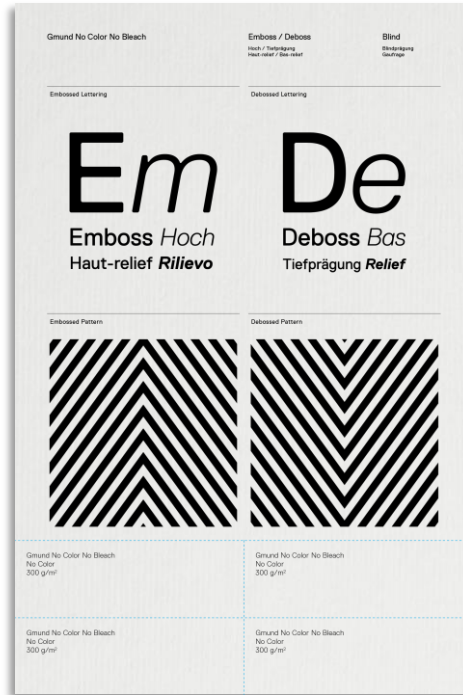 Gmund No Color No Bleach
Emboss / Deboss
Hoch / Tiefprägung
Haut-relief / Bas-relief
Blind
Blindprägung
Gaufrage
Embossed Lettering
Debossed Lettering
Em
De
Emboss Hoch
Haut-relief Rilievo
Deboss Bas
Tiefprägung Relief
Embossed Pattern
Debossed Pattern
Gmund No Color No Bleach
No Color
300 g/m²
Gmund No Color No Bleach
No Color
300 g/m²
Gmund No Color No Bleach
No Color
300 g/m²
Gmund No Color No Bleach
No Color
300 g/m²